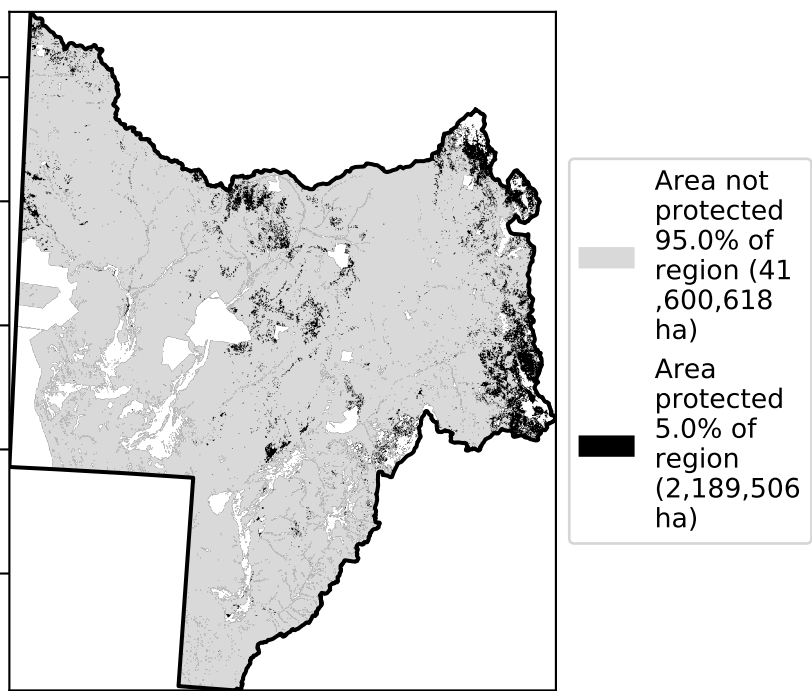 Area not
protected
95.0% of
region (41
,600,618
ha)
Area
protected
5.0% of
region
(2,189,506
ha)